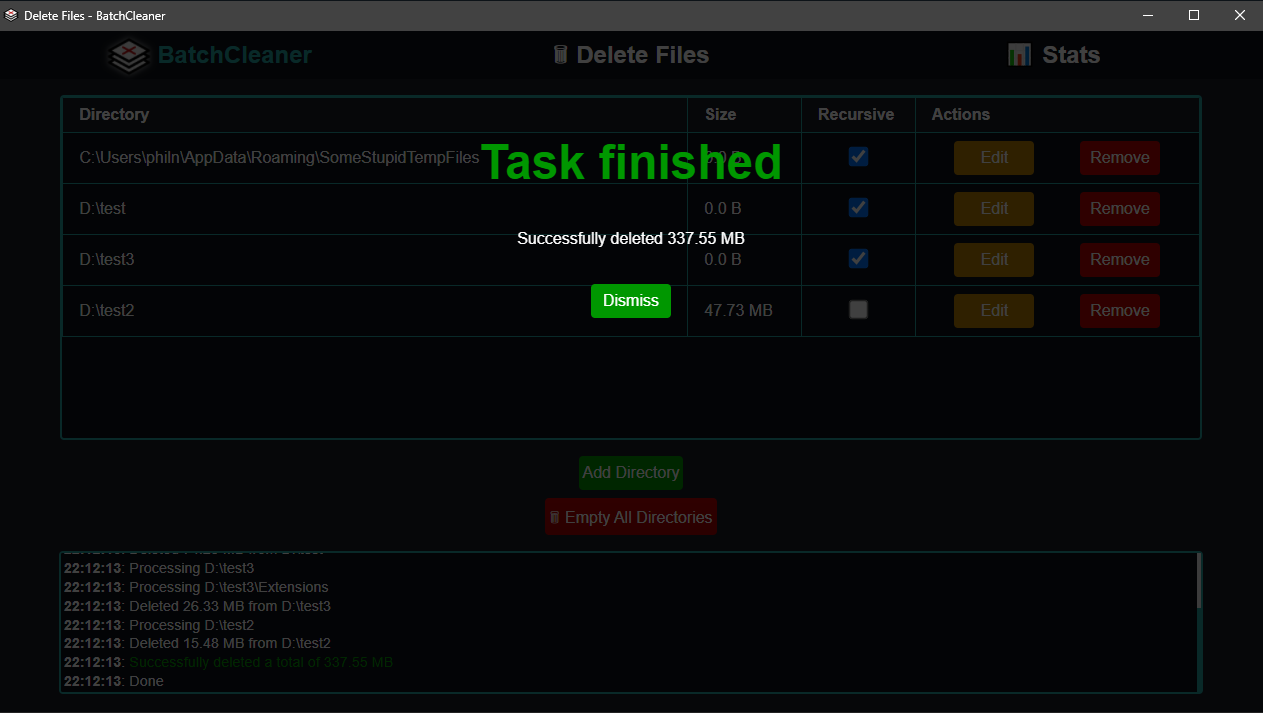 Delete Files - BatchCleaner
BatchCleaner
Delete Files
Stats
Directory Size Recursive Actions
C:\Users\philn\AppData\Roaming\SomeStupidTempFiles 0.0 B Edit Remove
Task finished
D:\test 0.0 B Edit Remove
Successfully deleted 337.55 MB
D:\test3 0.0 B Edit Remove
Dismiss
D:\test2 47.73 MB Edit Remove
Add Directory
Empty All Directories
22:12:13: Processing D:\test3
22:12:13: Processing D:\test3\Extensions
22:12:13: Deleted 26.33 MB from D:\test3
22:12:13: Processing D:\test2
22:12:13: Deleted 15.48 MB from D:\test2
22:12:13: Successfully deleted a total of 337.55 MB
22:12:13: Done